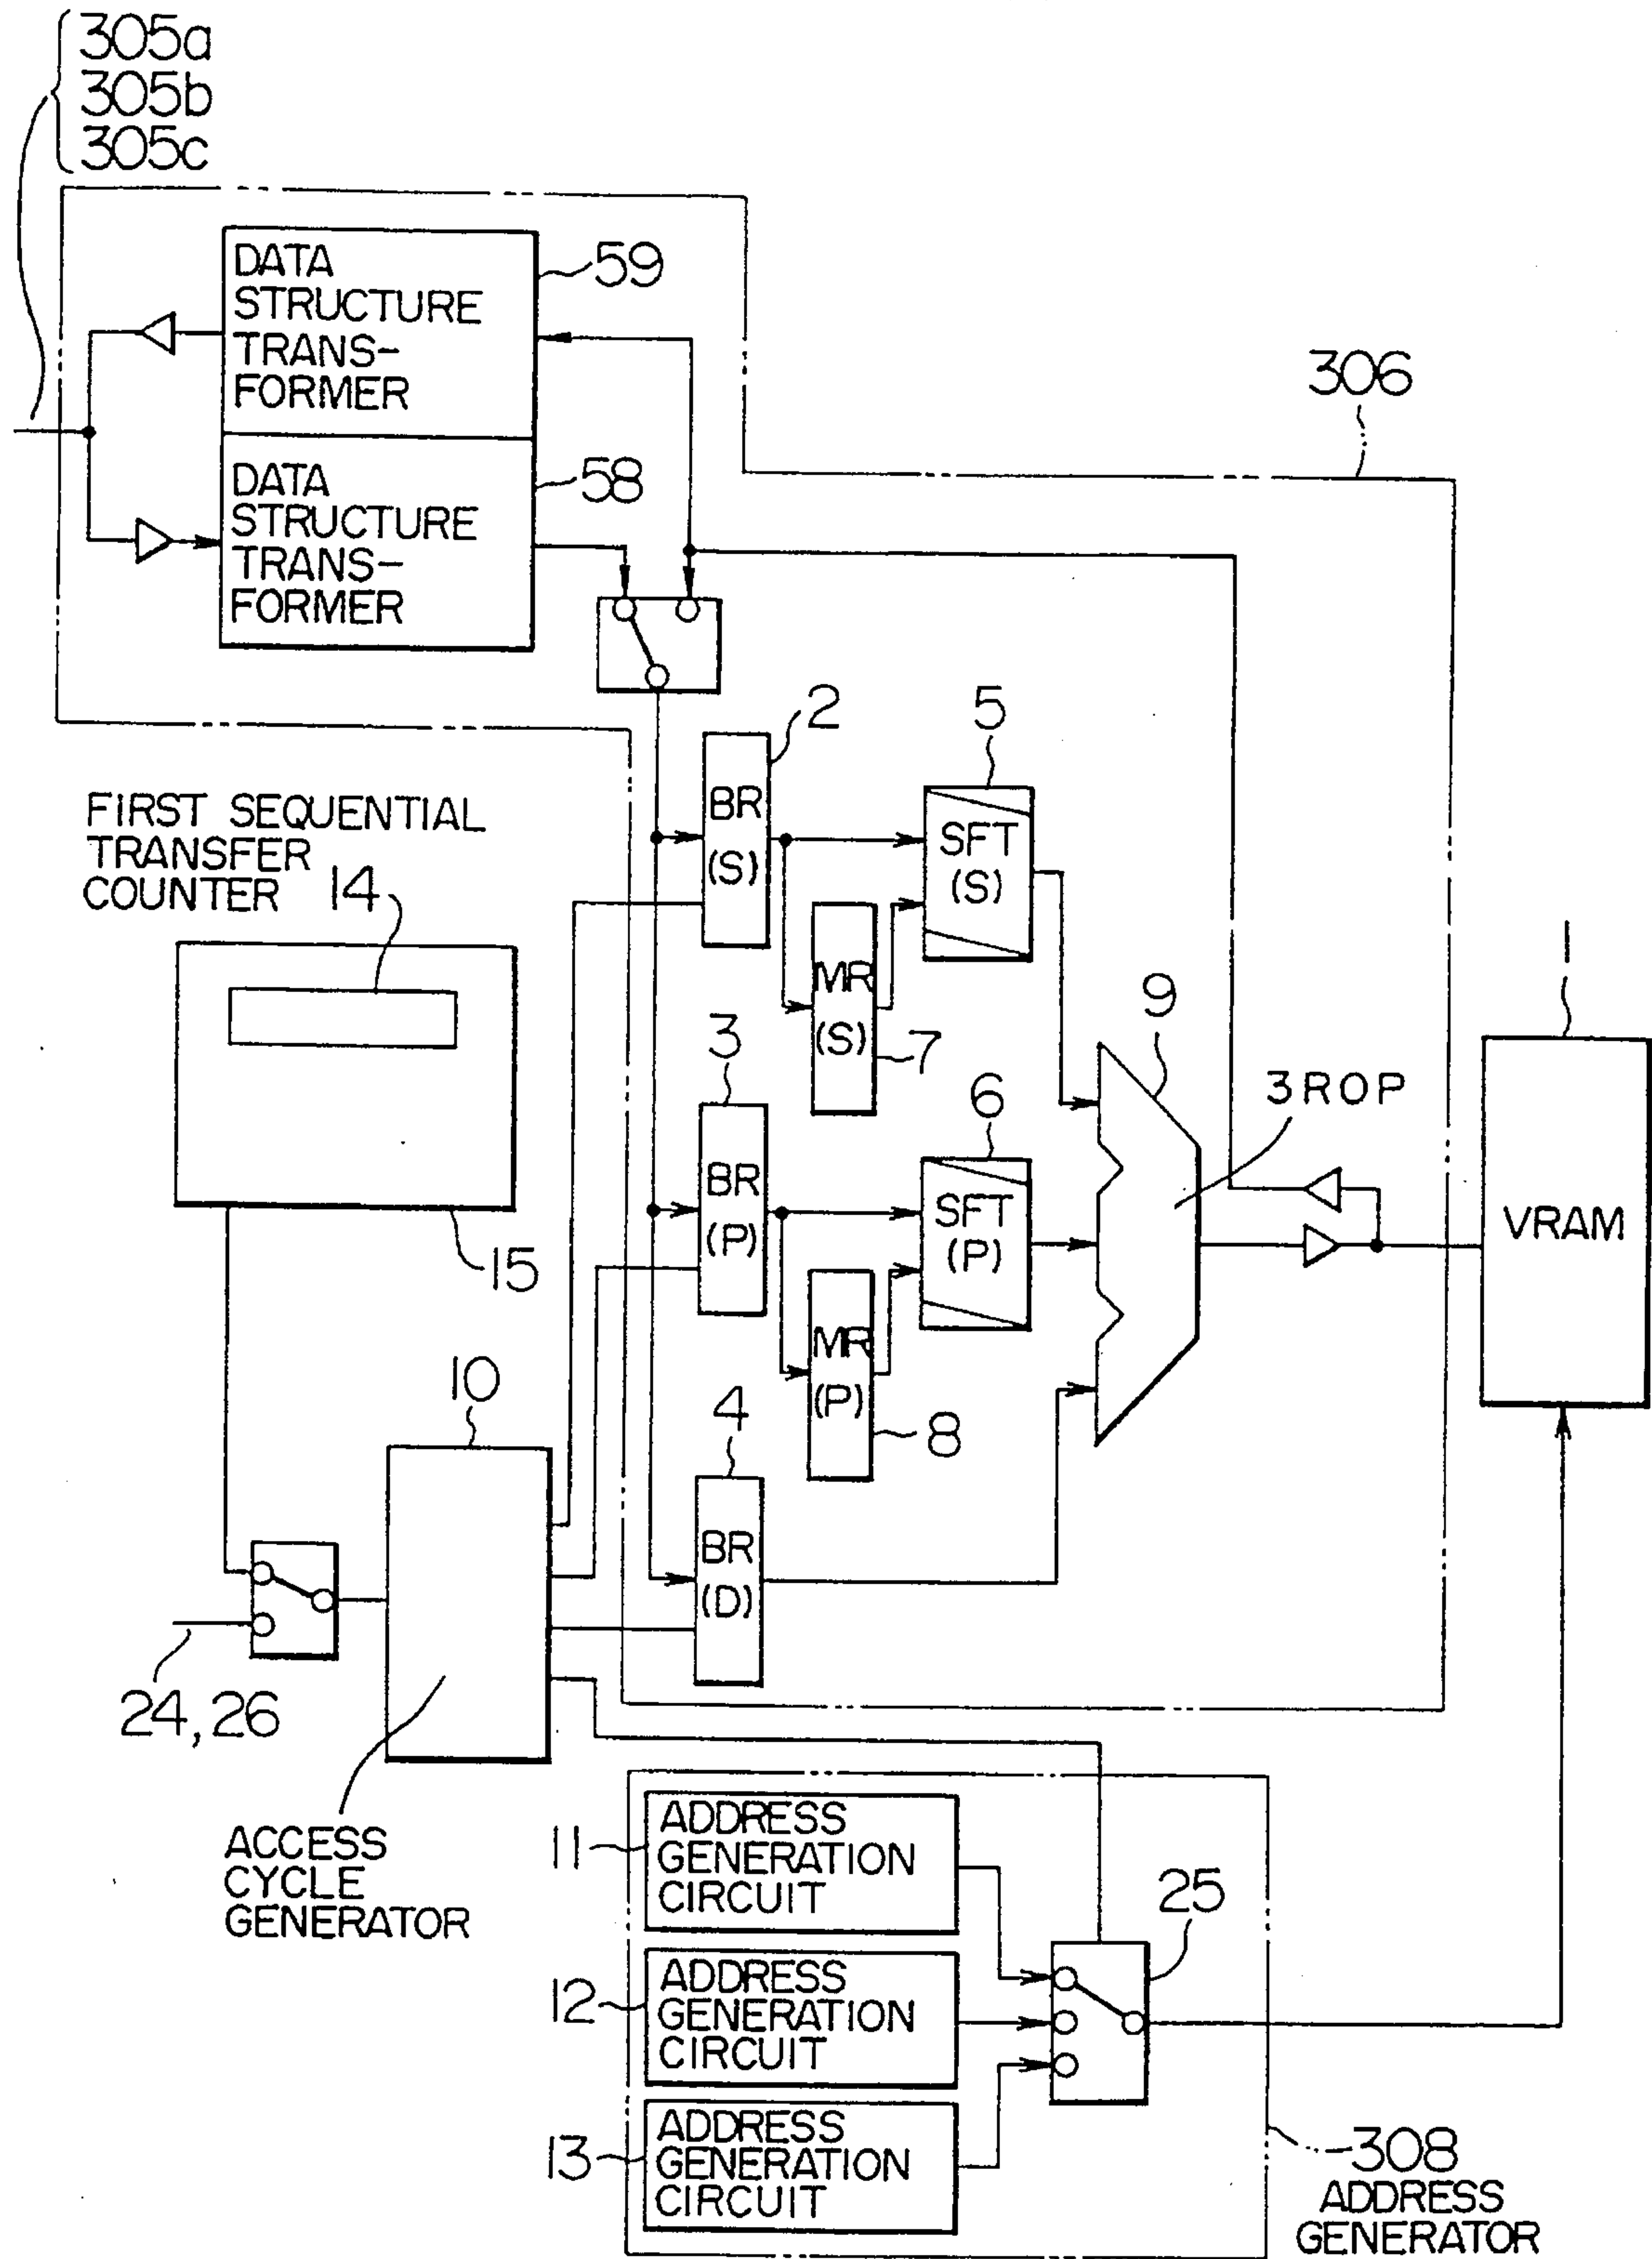 305a
305b
305c
DATA
STRUCTURE
TRANS-
FORMER
59
306
DATA
STRUCTURE
TRANS-
FORMER
58
2
5
BR
(S)
SFT
(S)
FIRST SEQUENTIAL
TRANSFER
COUNTER
14
MR
(S)
7
1
9
3
3ROP
6
BR
(P)
SFT
(P)
VRAM
15
MR
(P)
8
10
4
BR
(D)
24, 26
ACCESS
CYCLE
GENERATOR
11
ADDRESS
GENERATION
CIRCUIT
25
12
ADDRESS
GENERATION
CIRCUIT
13
ADDRESS
GENERATION
CIRCUIT
308
ADDRESS
GENERATOR